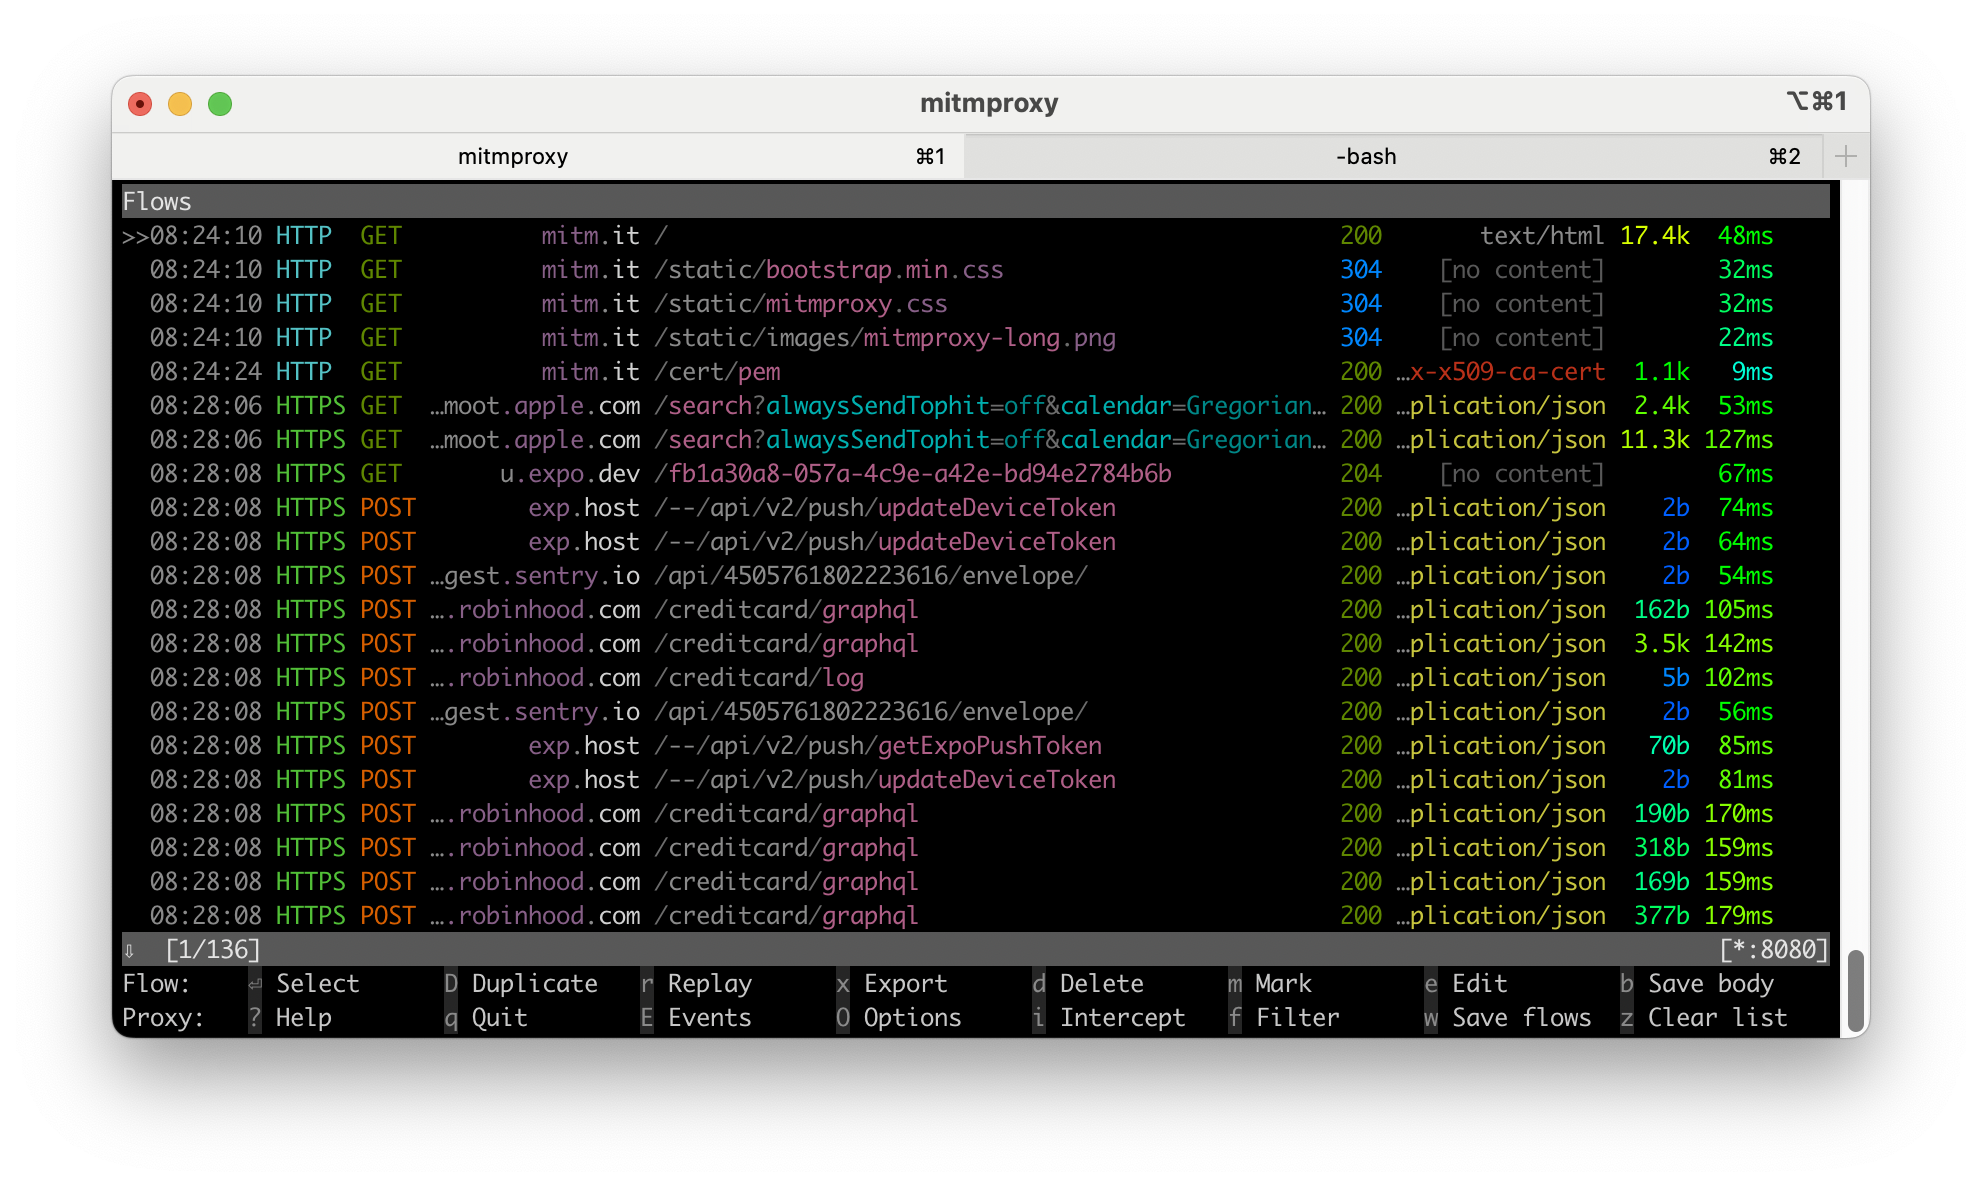 mitmproxy ⌥⌘1
mitmproxy ⌘1 -bash ⌘2
Flows
>>08:24:10 HTTP GET mitm.it / 200 text/html 17.4k 48ms
08:24:10 HTTP GET mitm.it /static/bootstrap.min.css 304 [no content] 32ms
08:24:10 HTTP GET mitm.it /static/mitmproxy.css 304 [no content] 32ms
08:24:10 HTTP GET mitm.it /static/images/mitmproxy-long.png 304 [no content] 22ms
08:24:24 HTTP GET mitm.it /cert/pem 200 …x-x509-ca-cert 1.1k 9ms
08:28:06 HTTPS GET …moot.apple.com /search?alwaysSendTophit=off&calendar=Gregorian… 200 …plication/json 2.4k 53ms
08:28:06 HTTPS GET …moot.apple.com /search?alwaysSendTophit=off&calendar=Gregorian… 200 …plication/json 11.3k 127ms
08:28:08 HTTPS GET u.expo.dev /fb1a30a8-057a-4c9e-a42e-bd94e2784b6b 204 [no content] 67ms
08:28:08 HTTPS POST exp.host /--/api/v2/push/updateDeviceToken 200 …plication/json 2b 74ms
08:28:08 HTTPS POST exp.host /--/api/v2/push/updateDeviceToken 200 …plication/json 2b 64ms
08:28:08 HTTPS POST …gest.sentry.io /api/4505761802223616/envelope/ 200 …plication/json 2b 54ms
08:28:08 HTTPS POST ….robinhood.com /creditcard/graphql 200 …plication/json 162b 105ms
08:28:08 HTTPS POST ….robinhood.com /creditcard/graphql 200 …plication/json 3.5k 142ms
08:28:08 HTTPS POST ….robinhood.com /creditcard/log 200 …plication/json 5b 102ms
08:28:08 HTTPS POST …gest.sentry.io /api/4505761802223616/envelope/ 200 …plication/json 2b 56ms
08:28:08 HTTPS POST exp.host /--/api/v2/push/getExpoPushToken 200 …plication/json 70b 85ms
08:28:08 HTTPS POST exp.host /--/api/v2/push/updateDeviceToken 200 …plication/json 2b 81ms
08:28:08 HTTPS POST ….robinhood.com /creditcard/graphql 200 …plication/json 190b 170ms
08:28:08 HTTPS POST ….robinhood.com /creditcard/graphql 200 …plication/json 318b 159ms
08:28:08 HTTPS POST ….robinhood.com /creditcard/graphql 200 …plication/json 169b 159ms
08:28:08 HTTPS POST ….robinhood.com /creditcard/graphql 200 …plication/json 377b 179ms
⇩ [1/136] [*:8080]
Flow: ⏎ Select D Duplicate r Replay x Export d Delete m Mark e Edit b Save body
Proxy: ? Help q Quit E Events O Options i Intercept f Filter w Save flows z Clear list